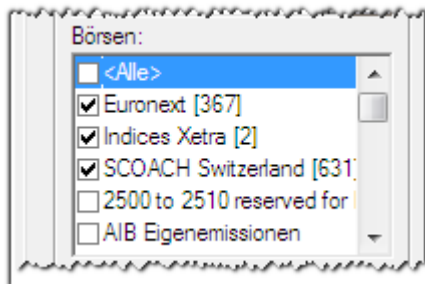 Börsen:
<Alle>
Euronext [367]
Indices Xetra [2]
SCOACH Switzerland [631]
2500 to 2510 reserved for
AIB Eigenemissionen